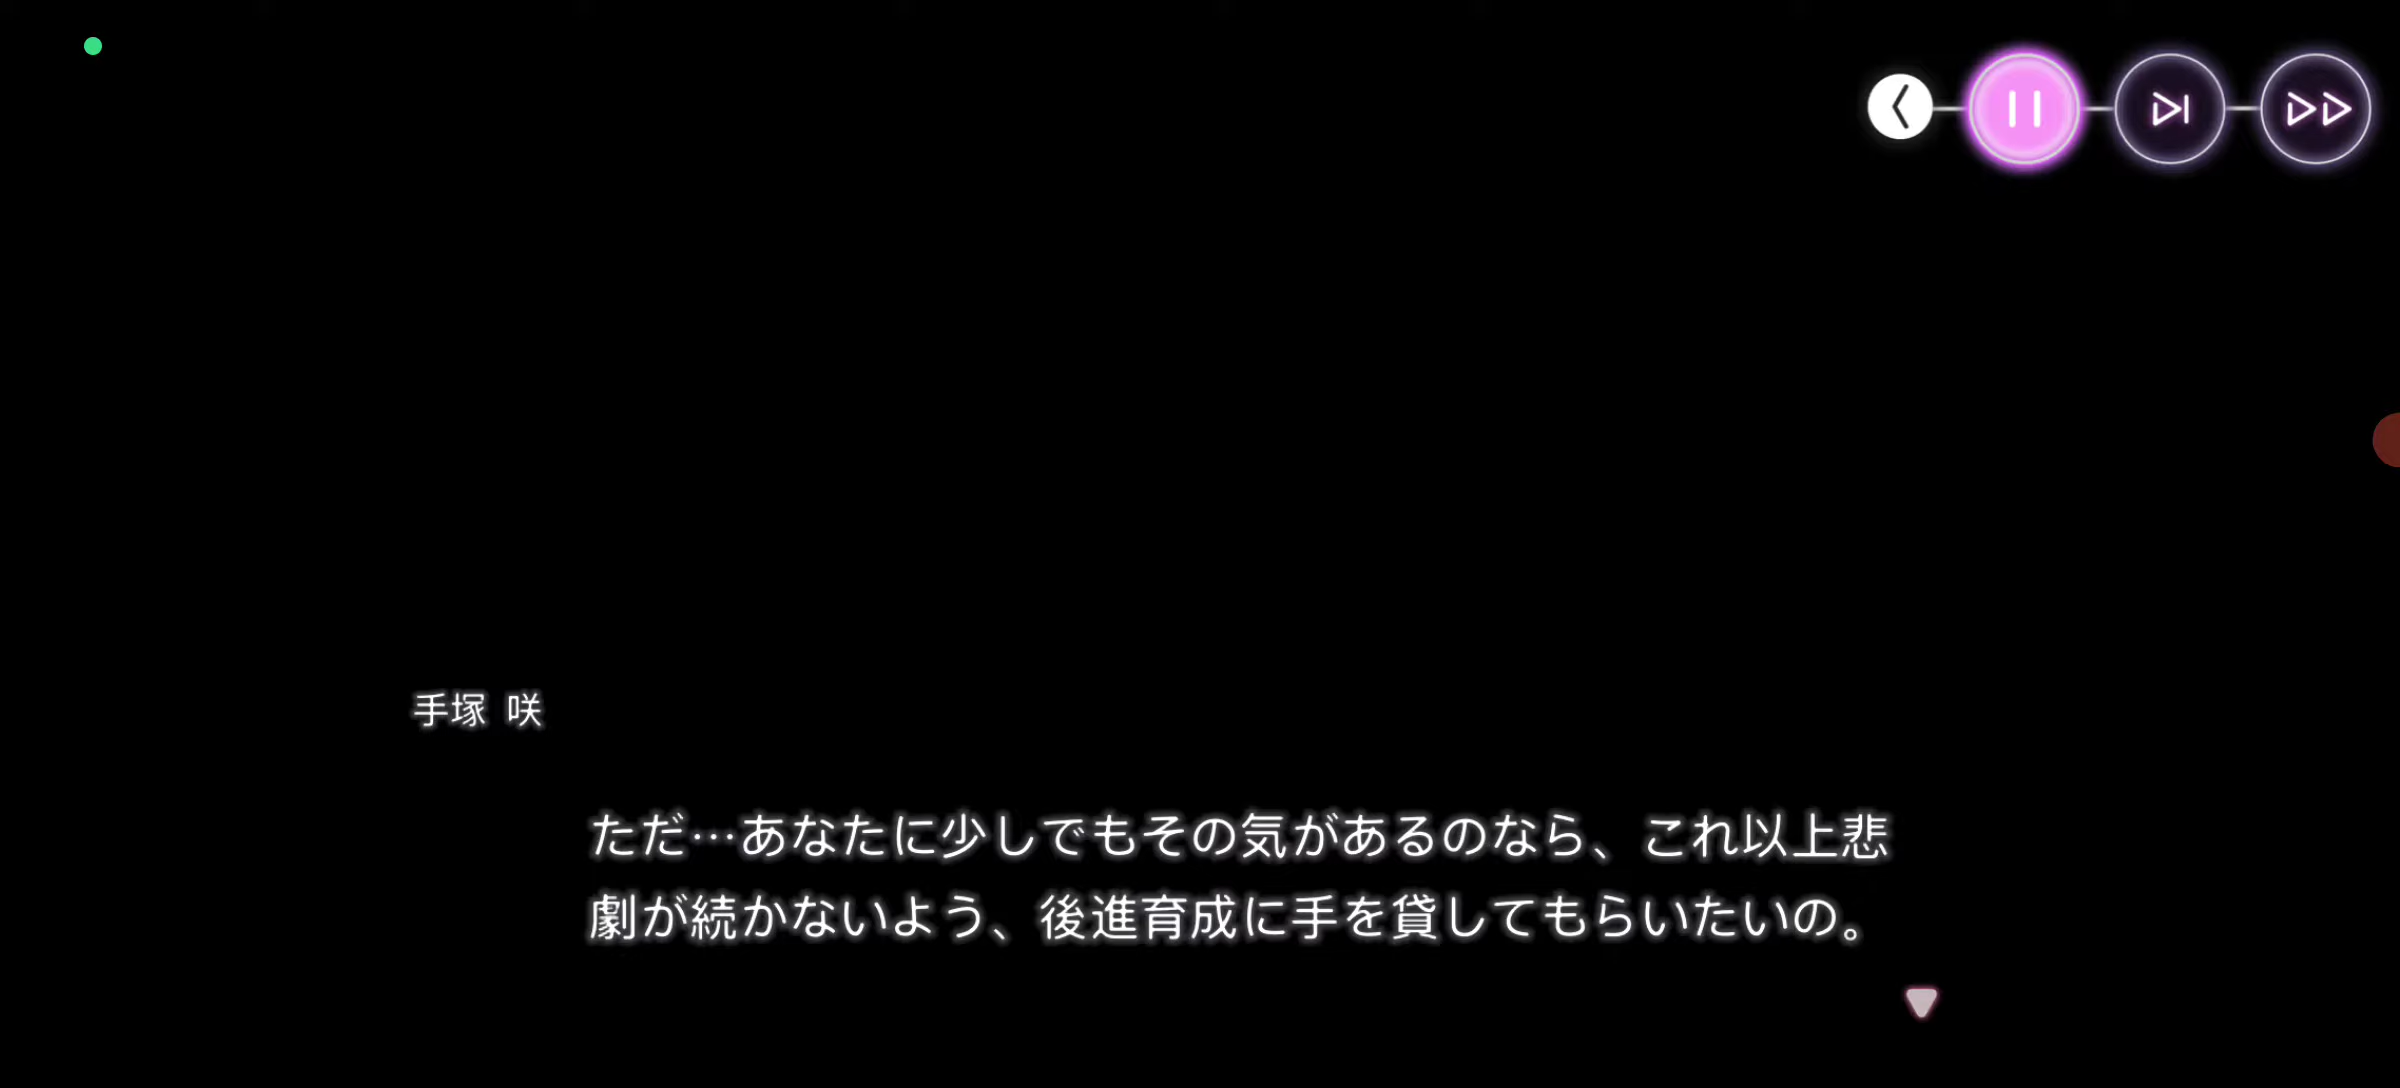 手塚 咲
ただ…あなたに少しでもその気があるのなら、これ以上悲
劇が続かないよう、後進育成に手を貸してもらいたいの。